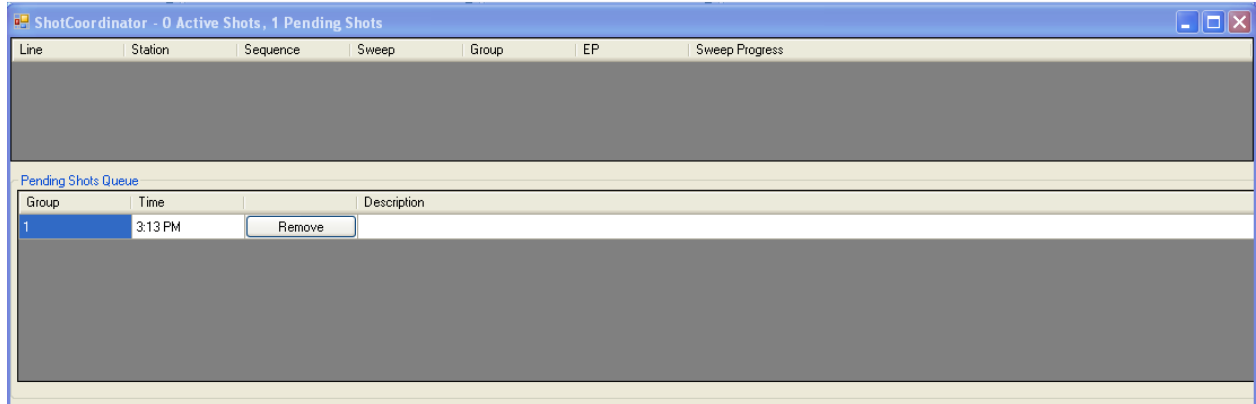 ShotCoordinator - 0 Active Shots, 1 Pending Shots
Line Station Sequence Sweep Group EP Sweep Progress
Pending Shots Queue
Group Time Description
1 3:13 PM Remove